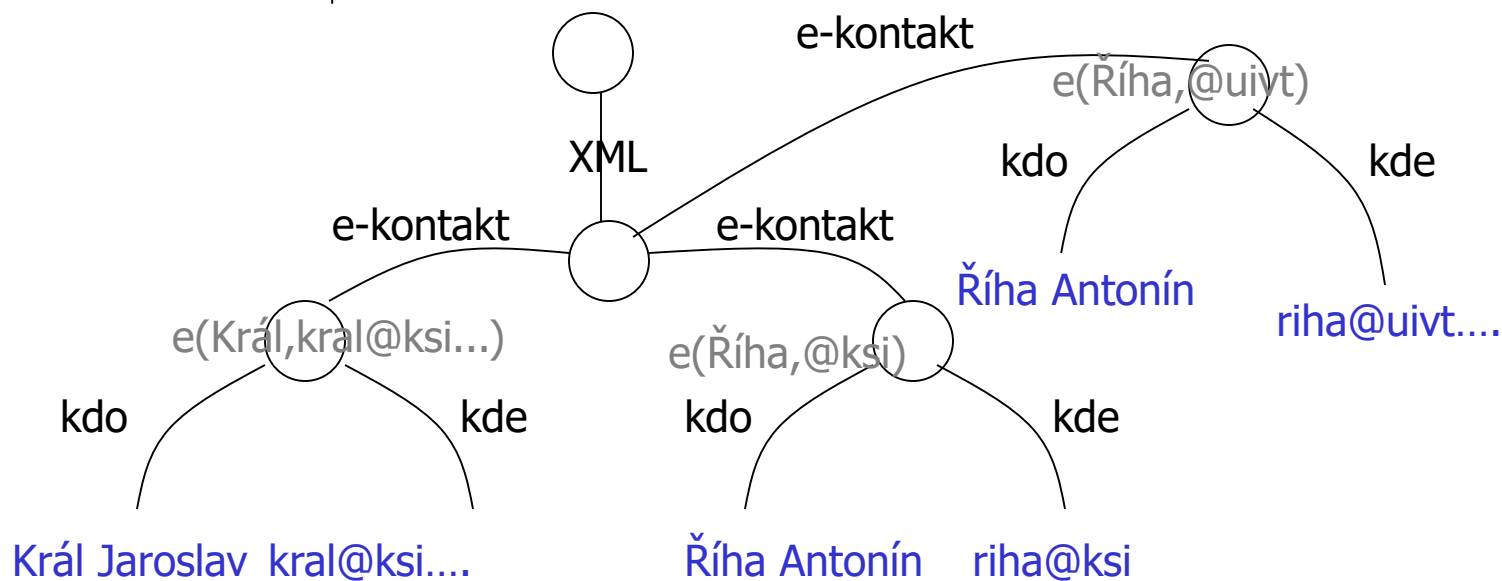 e-kontakt
e(Říha,@uivt)
XML
kdo
kde
e-kontakt
e-kontakt
Říha Antonín
riha@uivt….
e(Král,kral@ksi...)
e(Říha,@ksi)
kdo
kde
kdo
kde
Král Jaroslav
kral@ksi….
Říha Antonín
riha@ksi